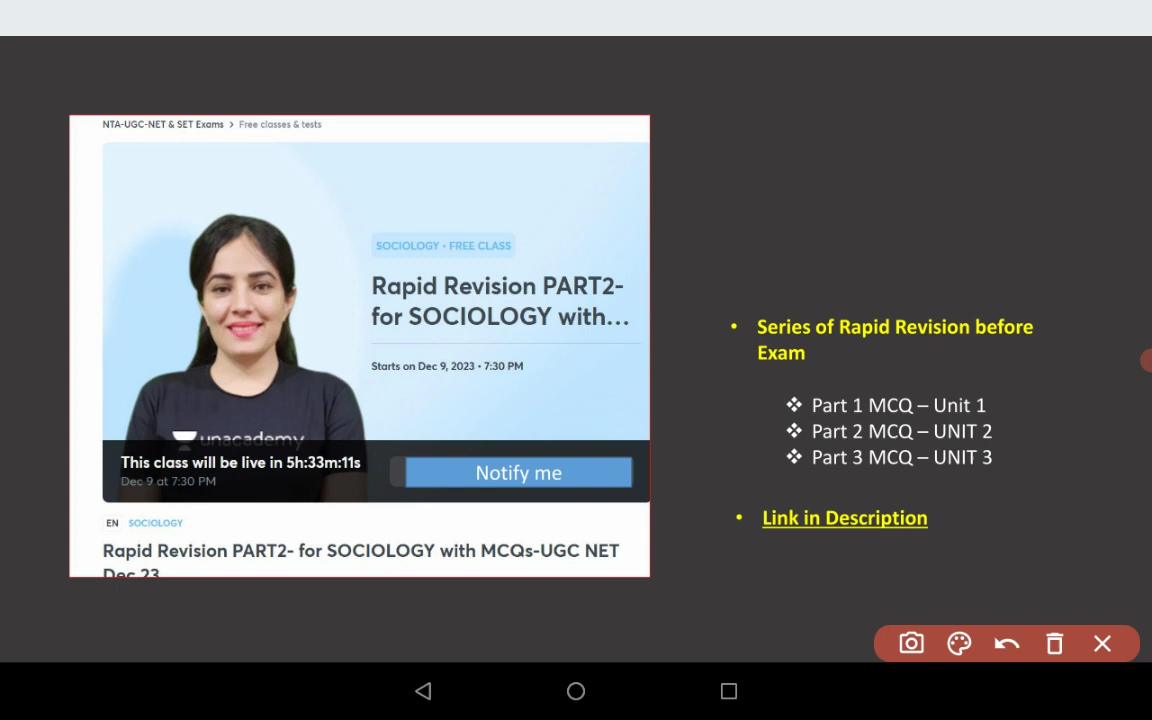 NTA-UGC-NET & SET Exams > Free classes & tests
SOCIOLOGY • FREE CLASS
Rapid Revision PART2-
for SOCIOLOGY with...
Starts on Dec 9, 2023 • 7:30 PM
unacademy
This class will be live in 5h:33m:11s
Dec 9 at 7:30 PM
Notify me
EN SOCIOLOGY
Rapid Revision PART2- for SOCIOLOGY with MCQs-UGC NET
Dec 23
• Series of Rapid Revision before
Exam
❖ Part 1 MCQ – Unit 1
❖ Part 2 MCQ – UNIT 2
❖ Part 3 MCQ – UNIT 3
• Link in Description